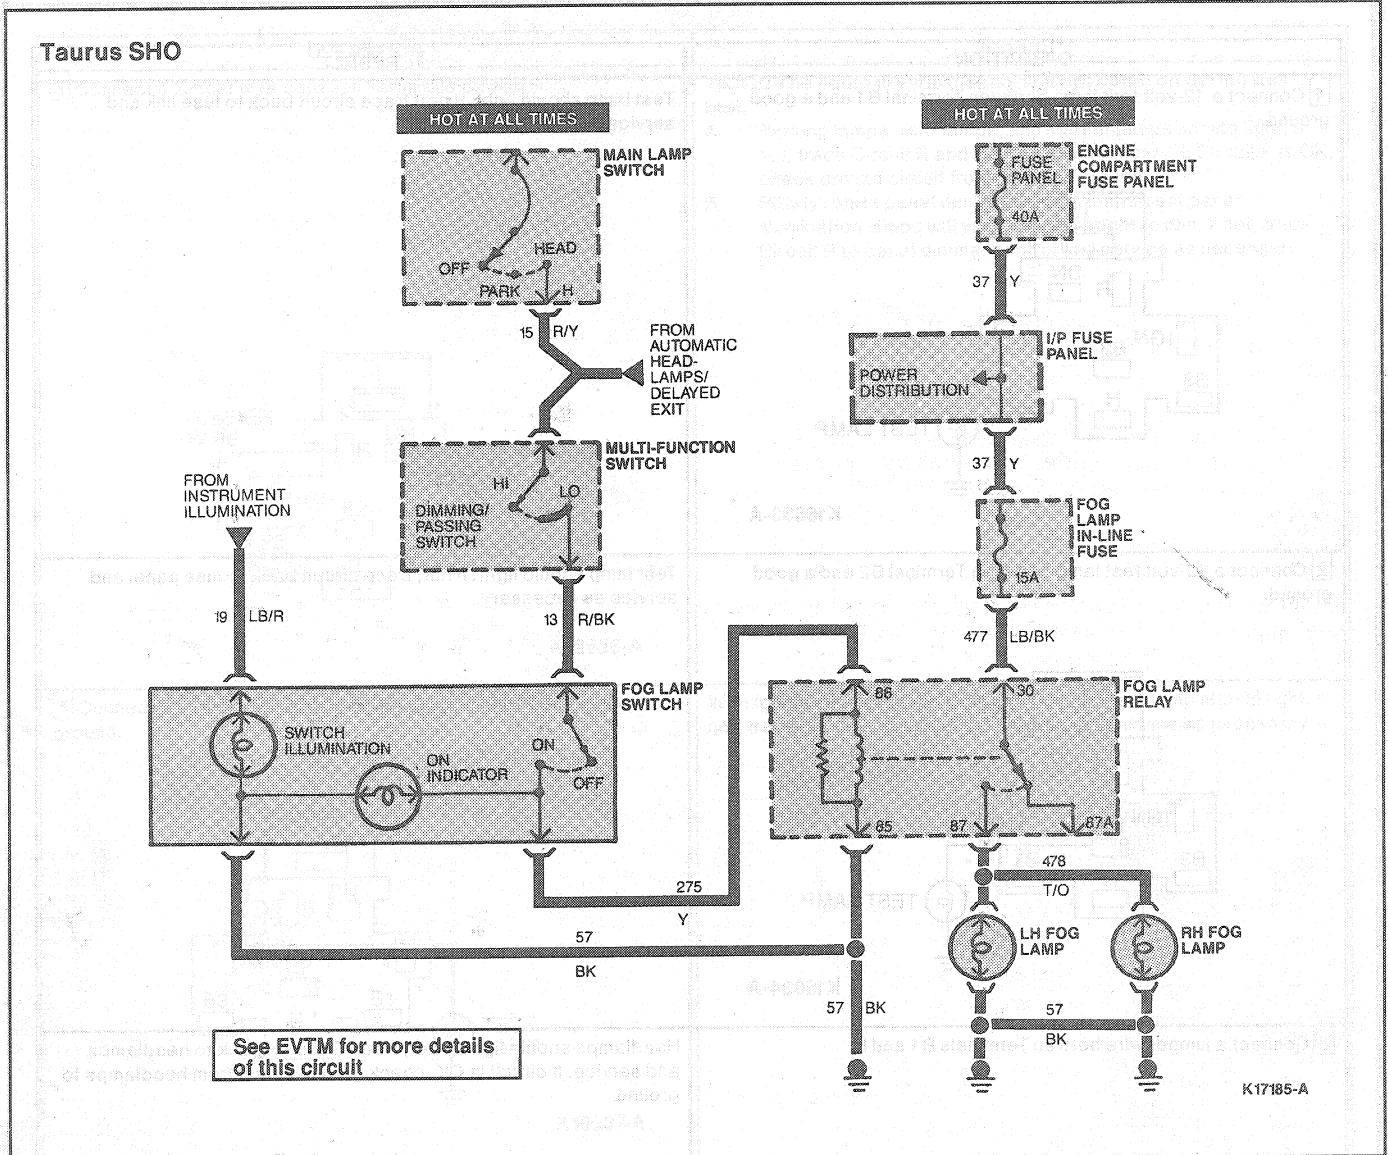 Taurus SHO
HOT AT ALL TIMES
HOT AT ALL TIMES
MAIN LAMP
SWITCH
OFF
HEAD
PARK
H
FUSE
PANEL
40A
ENGINE
COMPARTMENT
FUSE PANEL
37 Y
15 R/Y
FROM
AUTOMATIC
HEAD-
LAMPS/
DELAYED
EXIT
I/P FUSE
PANEL
POWER
DISTRIBUTION
37 Y
MULTI-FUNCTION
SWITCH
HI
LO
DIMMING/
PASSING
SWITCH
FROM
INSTRUMENT
ILLUMINATION
FOG
LAMP
IN-LINE
FUSE
15A
19 LB/R
13 R/BK
477 LB/BK
FOG LAMP
SWITCH
SWITCH
ILLUMINATION
ON
INDICATOR
ON
OFF
FOG LAMP
RELAY
86
30
85
87
87A
275
Y
57
BK
478
T/O
LH FOG
LAMP
RH FOG
LAMP
57 BK
57
BK
See EVTM for more details
of this circuit
K17185-A